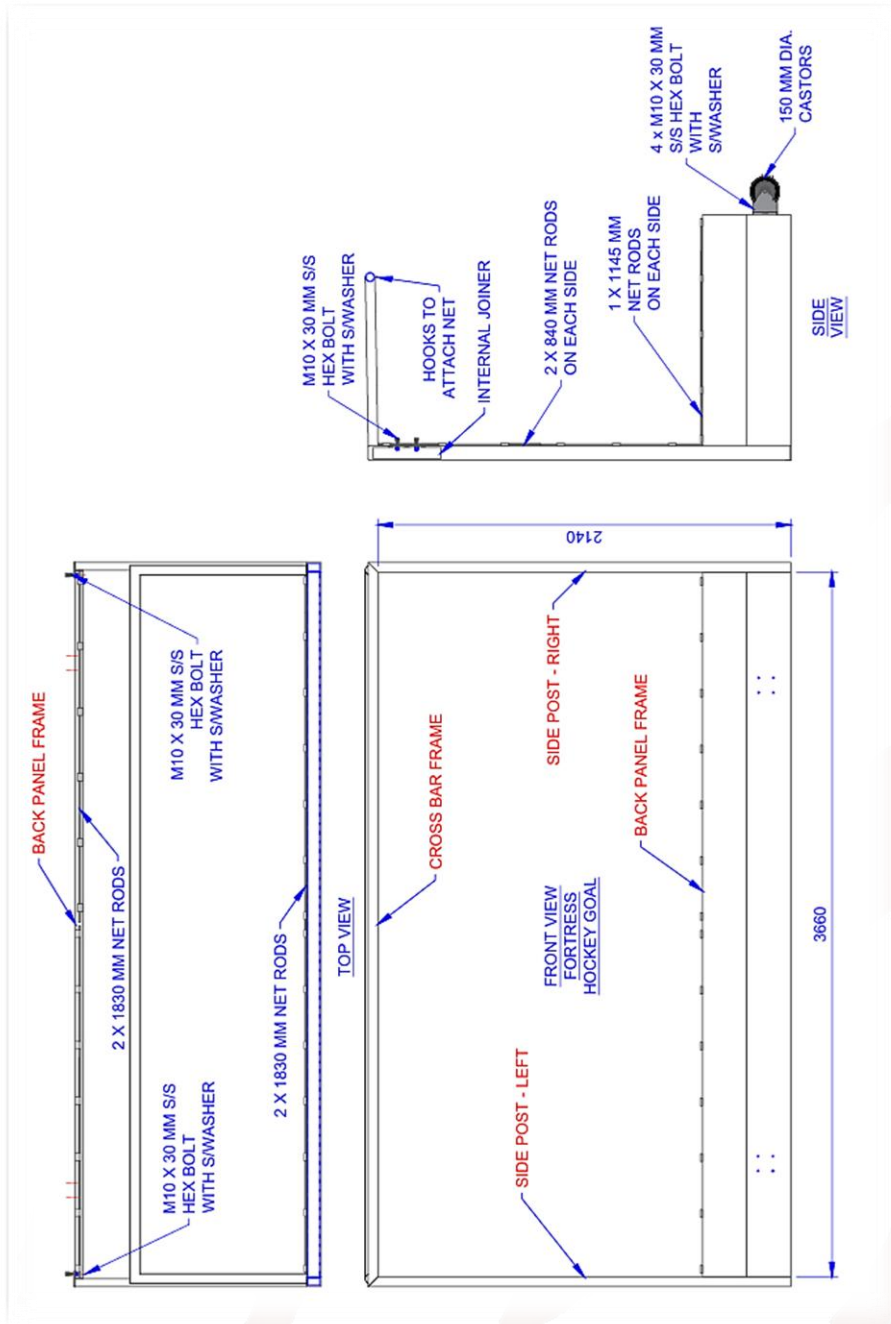 BACK PANEL FRAME
2 X 1830 MM NET RODS
M10 X 30 MM S/S
HEX BOLT
WITH S/WASHER
M10 X 30 MM S/S
HEX BOLT
WITH S/WASHER
2 X 1830 MM NET RODS
TOP VIEW
CROSS BAR FRAME
SIDE POST - LEFT
SIDE POST - RIGHT
FRONT VIEW
FORTRESS
HOCKEY GOAL
BACK PANEL FRAME
3660
2140
M10 X 30 MM S/S
HEX BOLT
WITH S/WASHER
HOOKS TO
ATTACH NET
INTERNAL JOINER
2 X 840 MM NET RODS
ON EACH SIDE
1 X 1145 MM
NET RODS
ON EACH SIDE
4 x M10 X 30 MM
S/S HEX BOLT
WITH
S/WASHER
150 MM DIA.
CASTORS
SIDE
VIEW